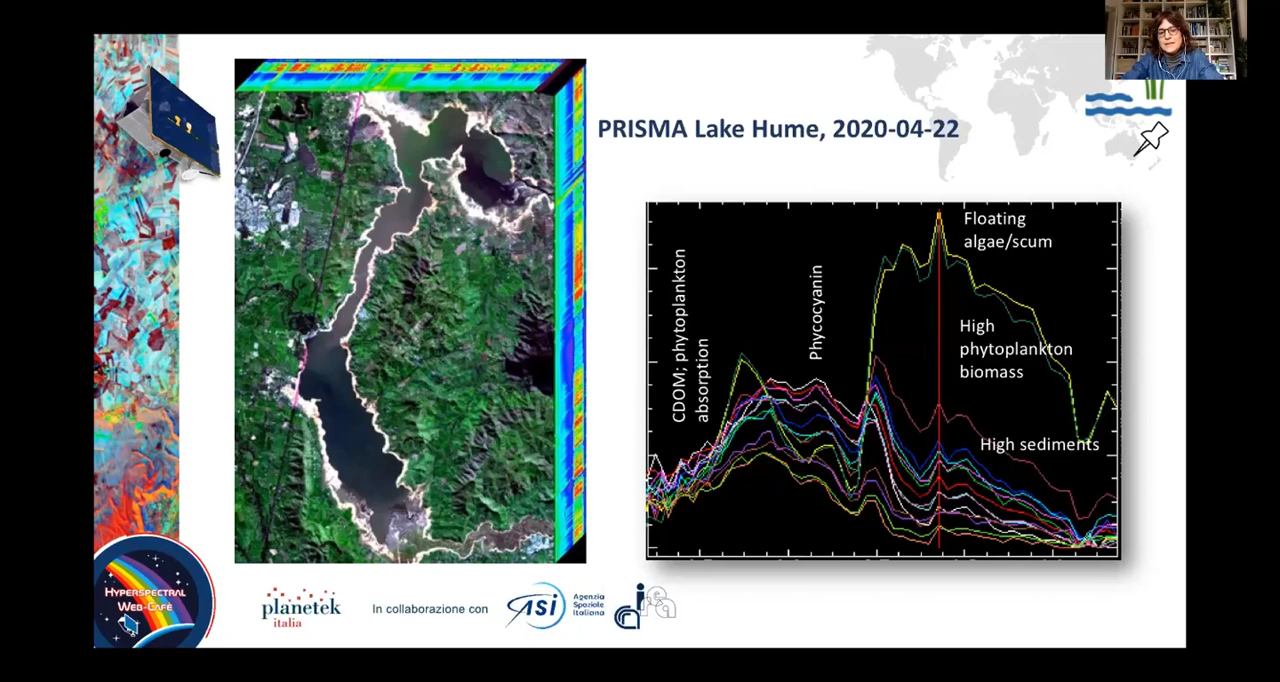 PRISMA Lake Hume, 2020-04-22
Floating
algae/scum
CDOM; phytoplankton
absorption
Phycocyanin
High
phytoplankton
biomass
High sediments
HYPERSPECTRAL
WEB-CAFÈ
planetek
italia
In collaborazione con
ASI
Agenzia
Spaziale
Italiana